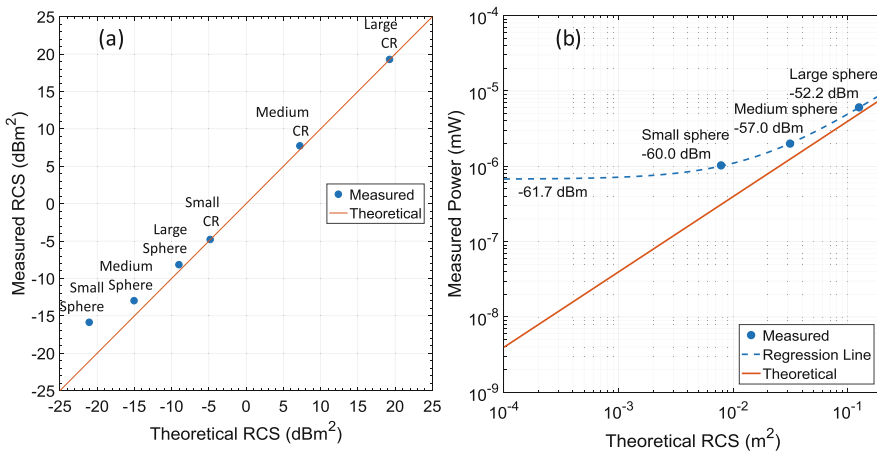 (a)
Large
CR
Medium
CR
Small
CR
Large
Sphere
Medium
Sphere
Small
Sphere
Measured
Theoretical
25
20
15
10
5
0
-5
-10
-15
-20
-25
-25
-20
-15
-10
-5
0
5
10
15
20
25
Measured RCS (dBm²)
Theoretical RCS (dBm²)
(b)
Large sphere
-52.2 dBm
Medium sphere
-57.0 dBm
Small sphere
-60.0 dBm
-61.7 dBm
Measured
Regression Line
Theoretical
10⁻⁴
10⁻⁵
10⁻⁶
10⁻⁷
10⁻⁸
10⁻⁹
10⁻⁴
10⁻³
10⁻²
10⁻¹
Measured Power (mW)
Theoretical RCS (m²)